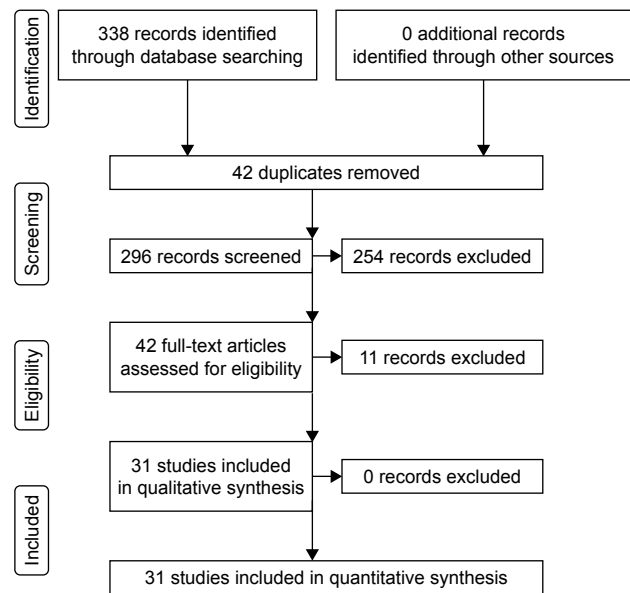 Identification
338 records identified
through database searching
0 additional records
identified through other sources
42 duplicates removed
Screening
296 records screened
254 records excluded
Eligibility
42 full-text articles
assessed for eligibility
11 records excluded
31 studies included
in qualitative synthesis
0 records excluded
Included
31 studies included in quantitative synthesis